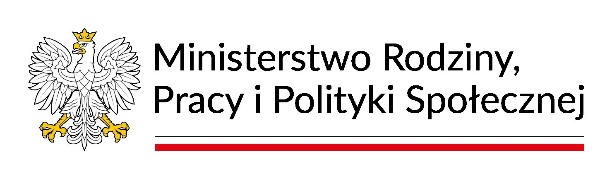 Ministerstwo Rodziny,
Pracy i Polityki Społecznej